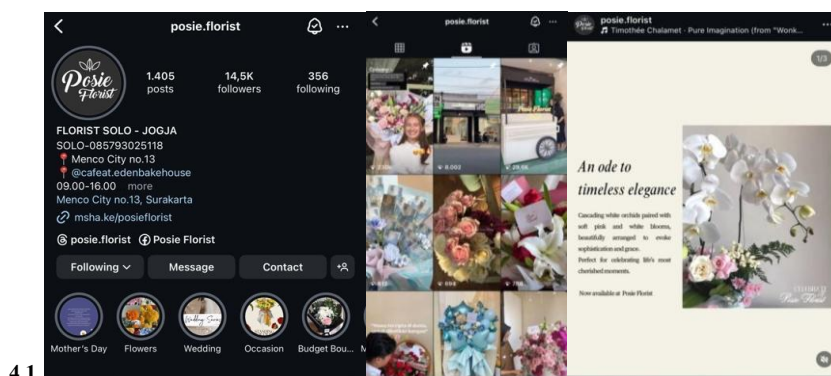 posie.florist
Posie
Florist
1.405
posts
14,5K
followers
356
following
FLORIST SOLO - JOGJA
SOLO-085793025118
📍 Menco City no.13
📍 @cafeat.edenbakehouse
09.00-16.00 more
Menco City no.13, Surakarta
msha.ke/posieflorist
posie.florist Posie Florist
Following
Message
Contact
Mother's Day
Flowers
Wedding
Occasion
Budget Bou...
posie.florist
8.002
posie.florist
Timothée Chalamet · Pure Imagination (from "Wonk...
1/3
An ode to
timeless elegance
Cascading white orchids paired with
soft pink and white blooms,
beautifully arranged to evoke
sophistication and grace.
Perfect for celebrating life's most
cherished moments.
Now available at Posie Florist
Posie Florist
4.1